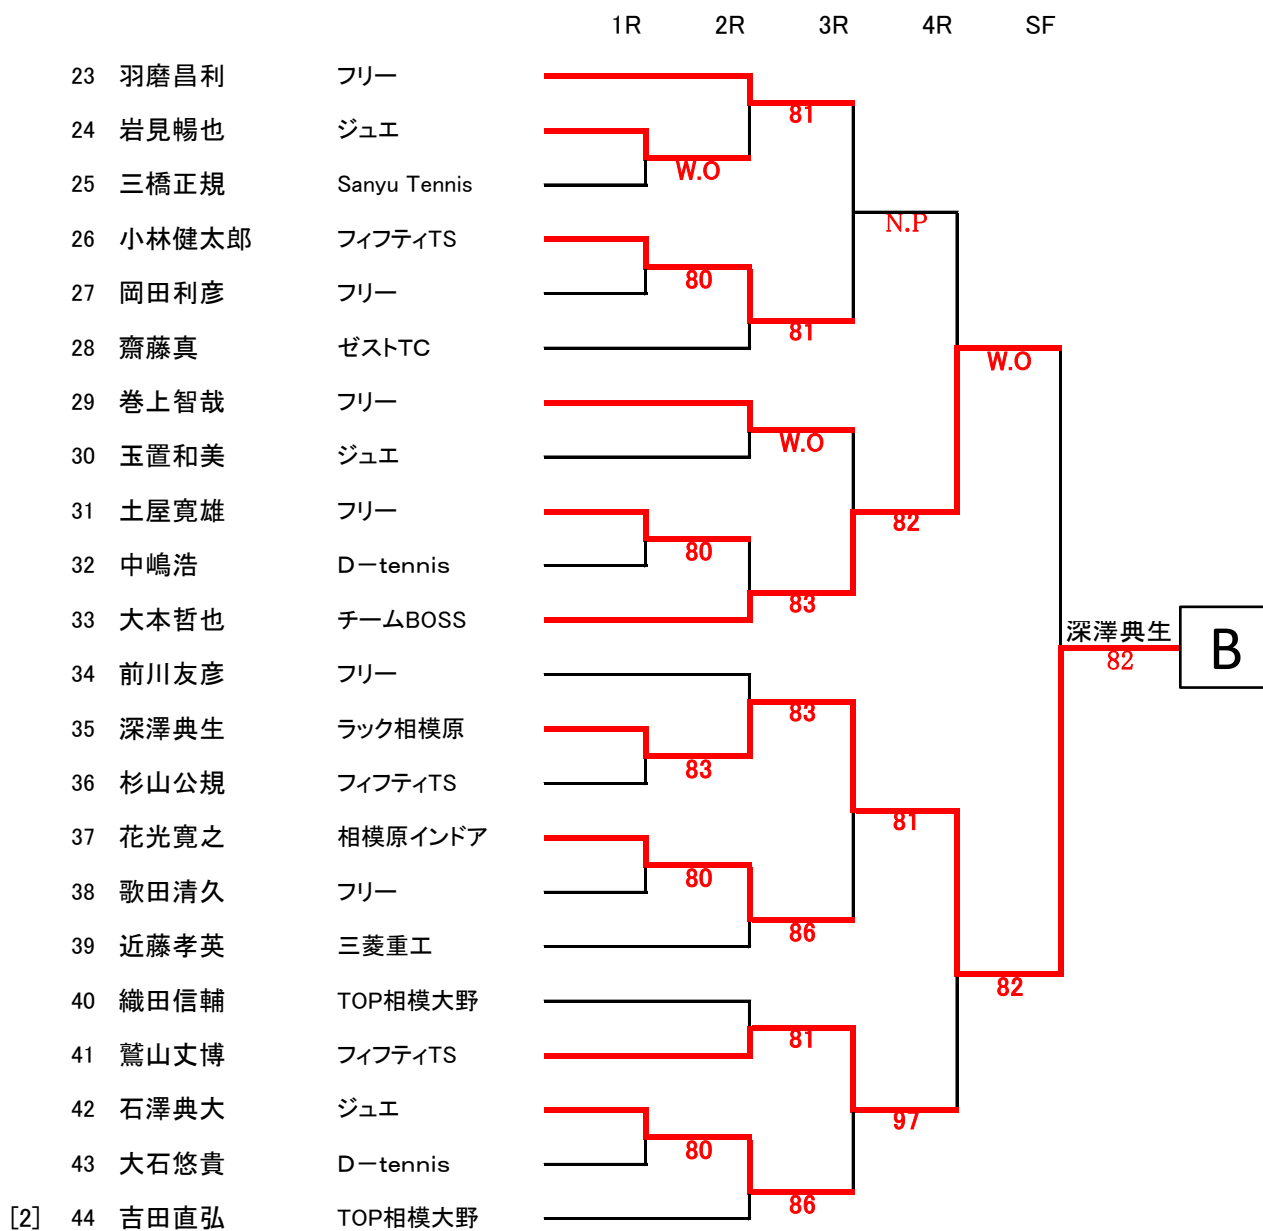 1R 2R 3R 4R SF
23 羽磨昌利 フリー
81
24 岩見暢也 ジュエ
W.O
25 三橋正規 Sanyu Tennis
N.P
26 小林健太郎 フィフティTS
80
27 岡田利彦 フリー
81
28 齋藤真 ゼストTC
W.O
29 巻上智哉 フリー
W.O
30 玉置和美 ジュエ
31 土屋寛雄 フリー
82
80
32 中嶋浩 D－tennis
83
33 大本哲也 チームBOSS
深澤典生
82
B
34 前川友彦 フリー
83
35 深澤典生 ラック相模原
83
36 杉山公規 フィフティTS
81
37 花光寛之 相模原インドア
80
38 歌田清久 フリー
86
39 近藤孝英 三菱重工
82
40 織田信輔 TOP相模大野
81
41 鷲山丈博 フィフティTS
42 石澤典大 ジュエ
97
80
43 大石悠貴 D－tennis
86
[2] 44 吉田直弘 TOP相模大野